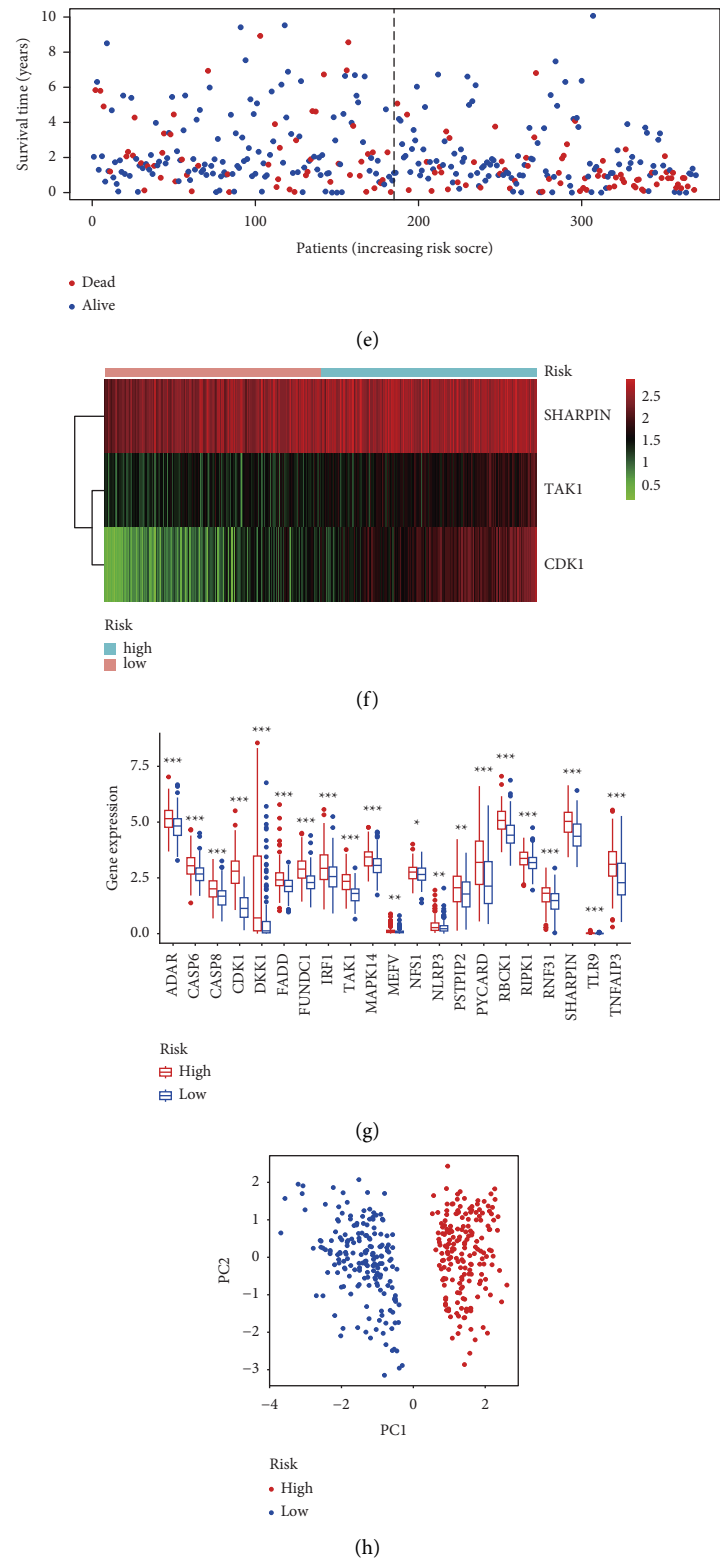 10
8
6
4
2
0
Survival time (years)
0
100
200
300
Patients (increasing risk socre)
Dead
Alive
(e)
Risk
SHARPIN
TAK1
CDK1
2.5
2
1.5
1
0.5
Risk
high
low
(f)
7.5
5.0
2.5
0.0
Gene expression
***
***
***
***
***
***
***
***
***
***
**
*
**
**
***
***
***
***
***
***
***
ADAR
CASP6
CASP8
CDK1
DKK1
FADD
FUNDC1
IRF1
TAK1
MAPK14
MEFV
NFS1
NLRP3
PSTPIP2
PYCARD
RBCK1
RIPK1
RNF31
SHARPIN
TLR9
TNFAIP3
Risk
High
Low
(g)
2
1
0
−1
−2
−3
PC2
−4
−2
0
2
PC1
Risk
High
Low
(h)